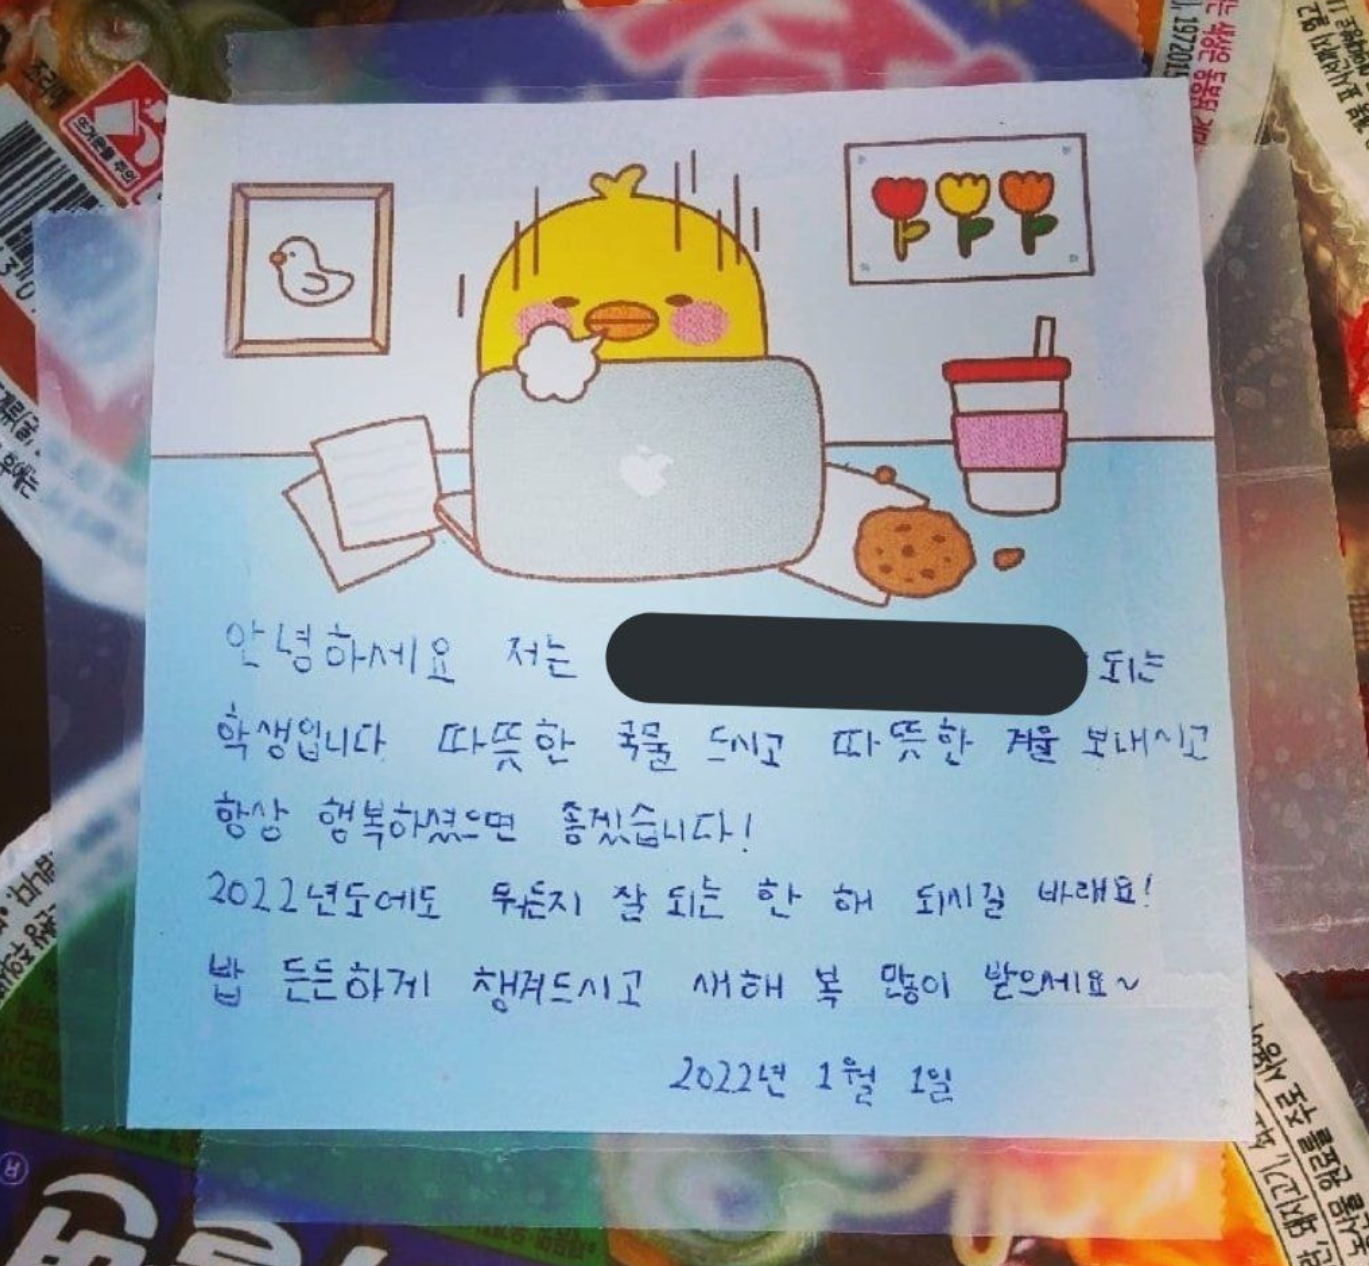 안녕하세요 저는 되는
학생입니다 따뜻한 국물 드시고 따뜻한 겨울 보내시고
항상 행복하셨으면 좋겠습니다!
2022년도에도 뭐든지 잘 되는 한 해 되시길 바래요!
밥 든든하게 챙겨드시고 새해 복 많이 받으세요~
2022년 1월 1일